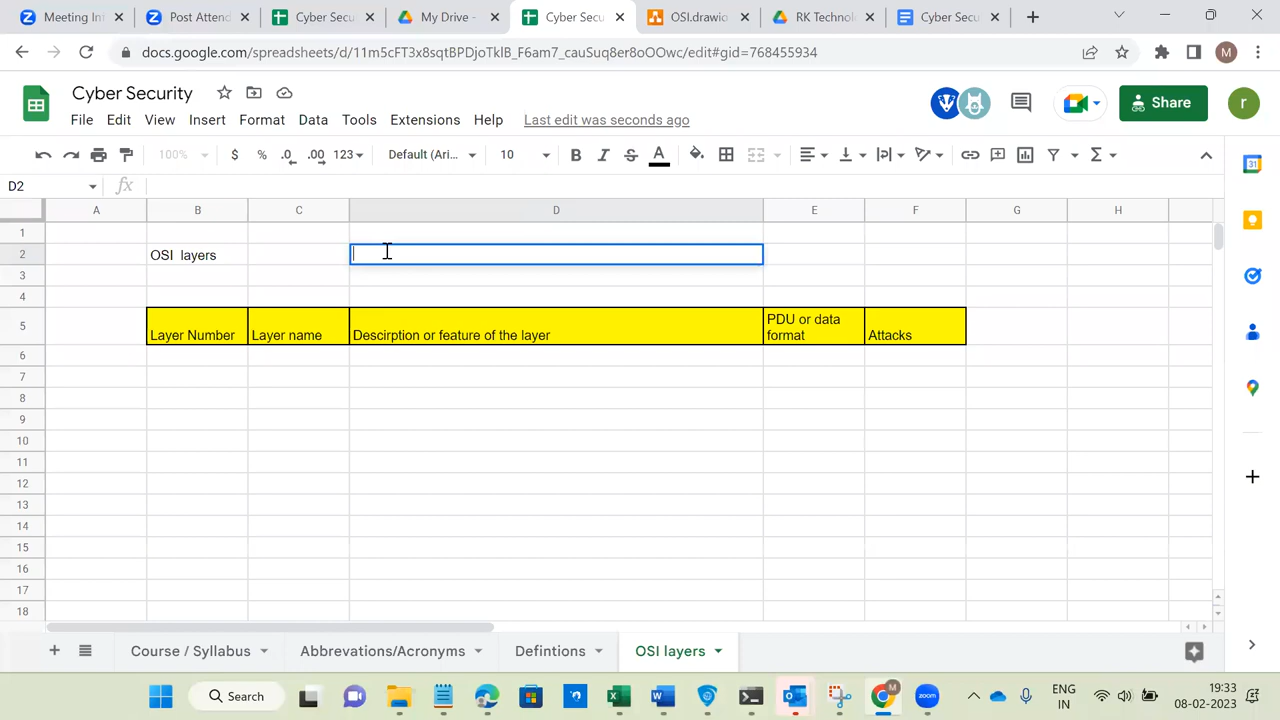 Meeting In
Post Attend
Cyber Secu
My Drive -
Cyber Secu
OSI.drawio
RK Technol
Cyber Secu
docs.google.com/spreadsheets/d/11m5cFT3x8sqtBPDjoTklB_F6am7_cauSuq8er8oOOwc/edit#gid=768455934
M
Cyber Security
Share
r
File Edit View Insert Format Data Tools Extensions Help Last edit was seconds ago
100% $ % .0 .00 123 Default (Ari... 10 B I S A
D2 fx
A B C D E F G H
1
2 OSI layers
3
4
5 Layer Number Layer name Descirption or feature of the layer PDU or data format Attacks
6
7
8
9
10
11
12
13
14
15
16
17
18
31
Course / Syllabus Abbrevations/Acronyms Defintions OSI layers
Search
zoom
ENG
IN
19:33
08-02-2023